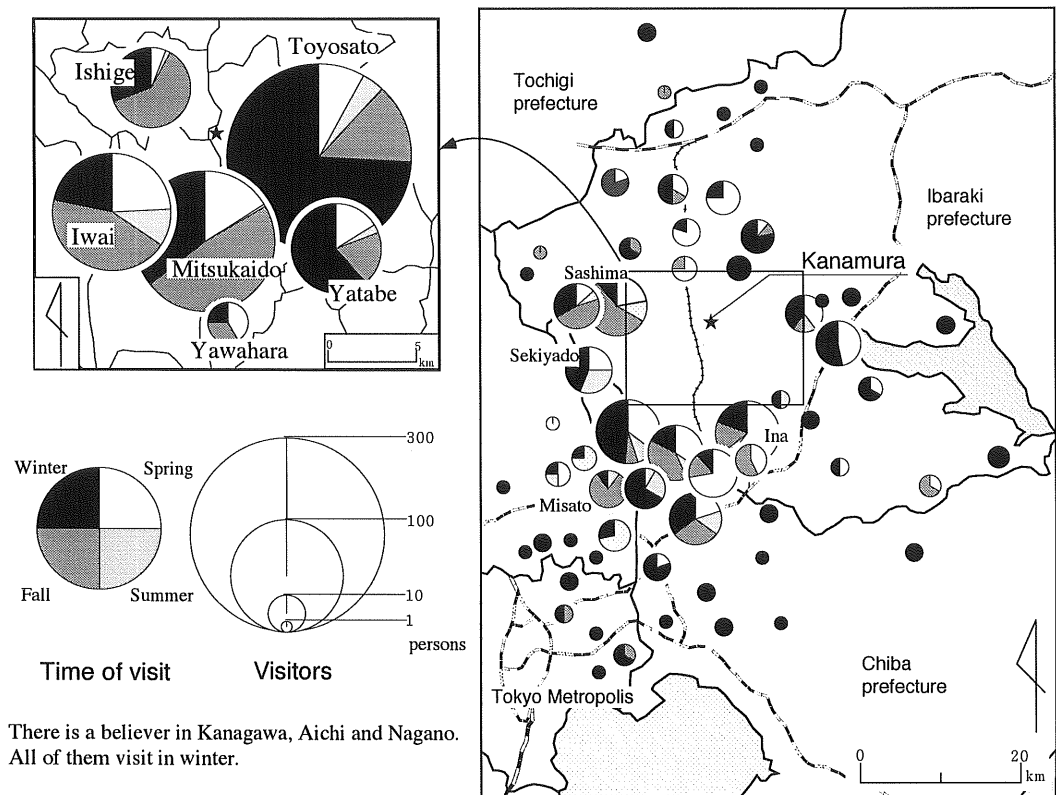 Toyosato
Ishige
Iwai
Mitsukaido
Yatabe
Yawahara
0 5
km
Winter
Spring
Fall
Summer
Time of visit
300
100
10
1
persons
Visitors
There is a believer in Kanagawa, Aichi and Nagano.
All of them visit in winter.
Tochigi
prefecture
Ibaraki
prefecture
Kanamura
Sashima
Sekiyado
Ina
Misato
Tokyo Metropolis
Chiba
prefecture
0 20
km